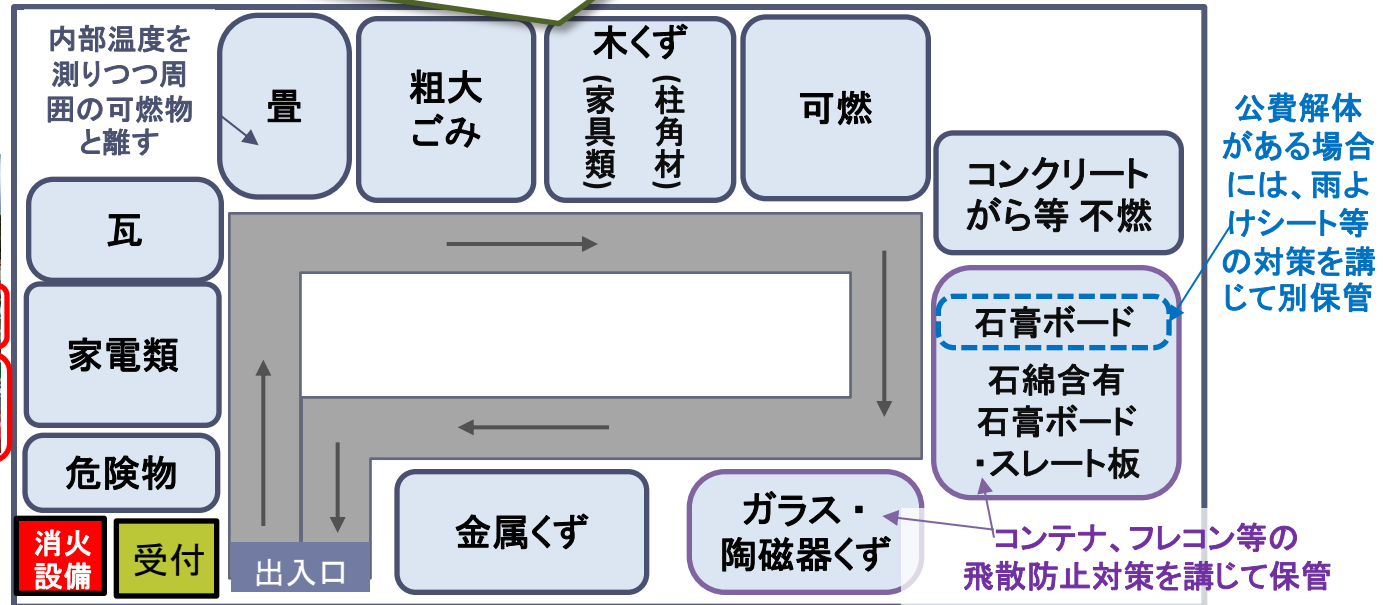 内部温度を
測りつつ周
囲の可燃物
と離す
畳
粗大
ごみ
木くず
(家具類)
(柱角材)
可燃
コンクリート
がら等 不燃
公費解体
がある場合
には、雨よ
けシート等
の対策を講
じて別保管
瓦
家電類
危険物
石膏ボード
石綿含有
石膏ボード
・スレート板
消火
設備
受付
出入口
金属くず
ガラス・
陶磁器くず
コンテナ、フレコン等の
飛散防止対策を講じて保管